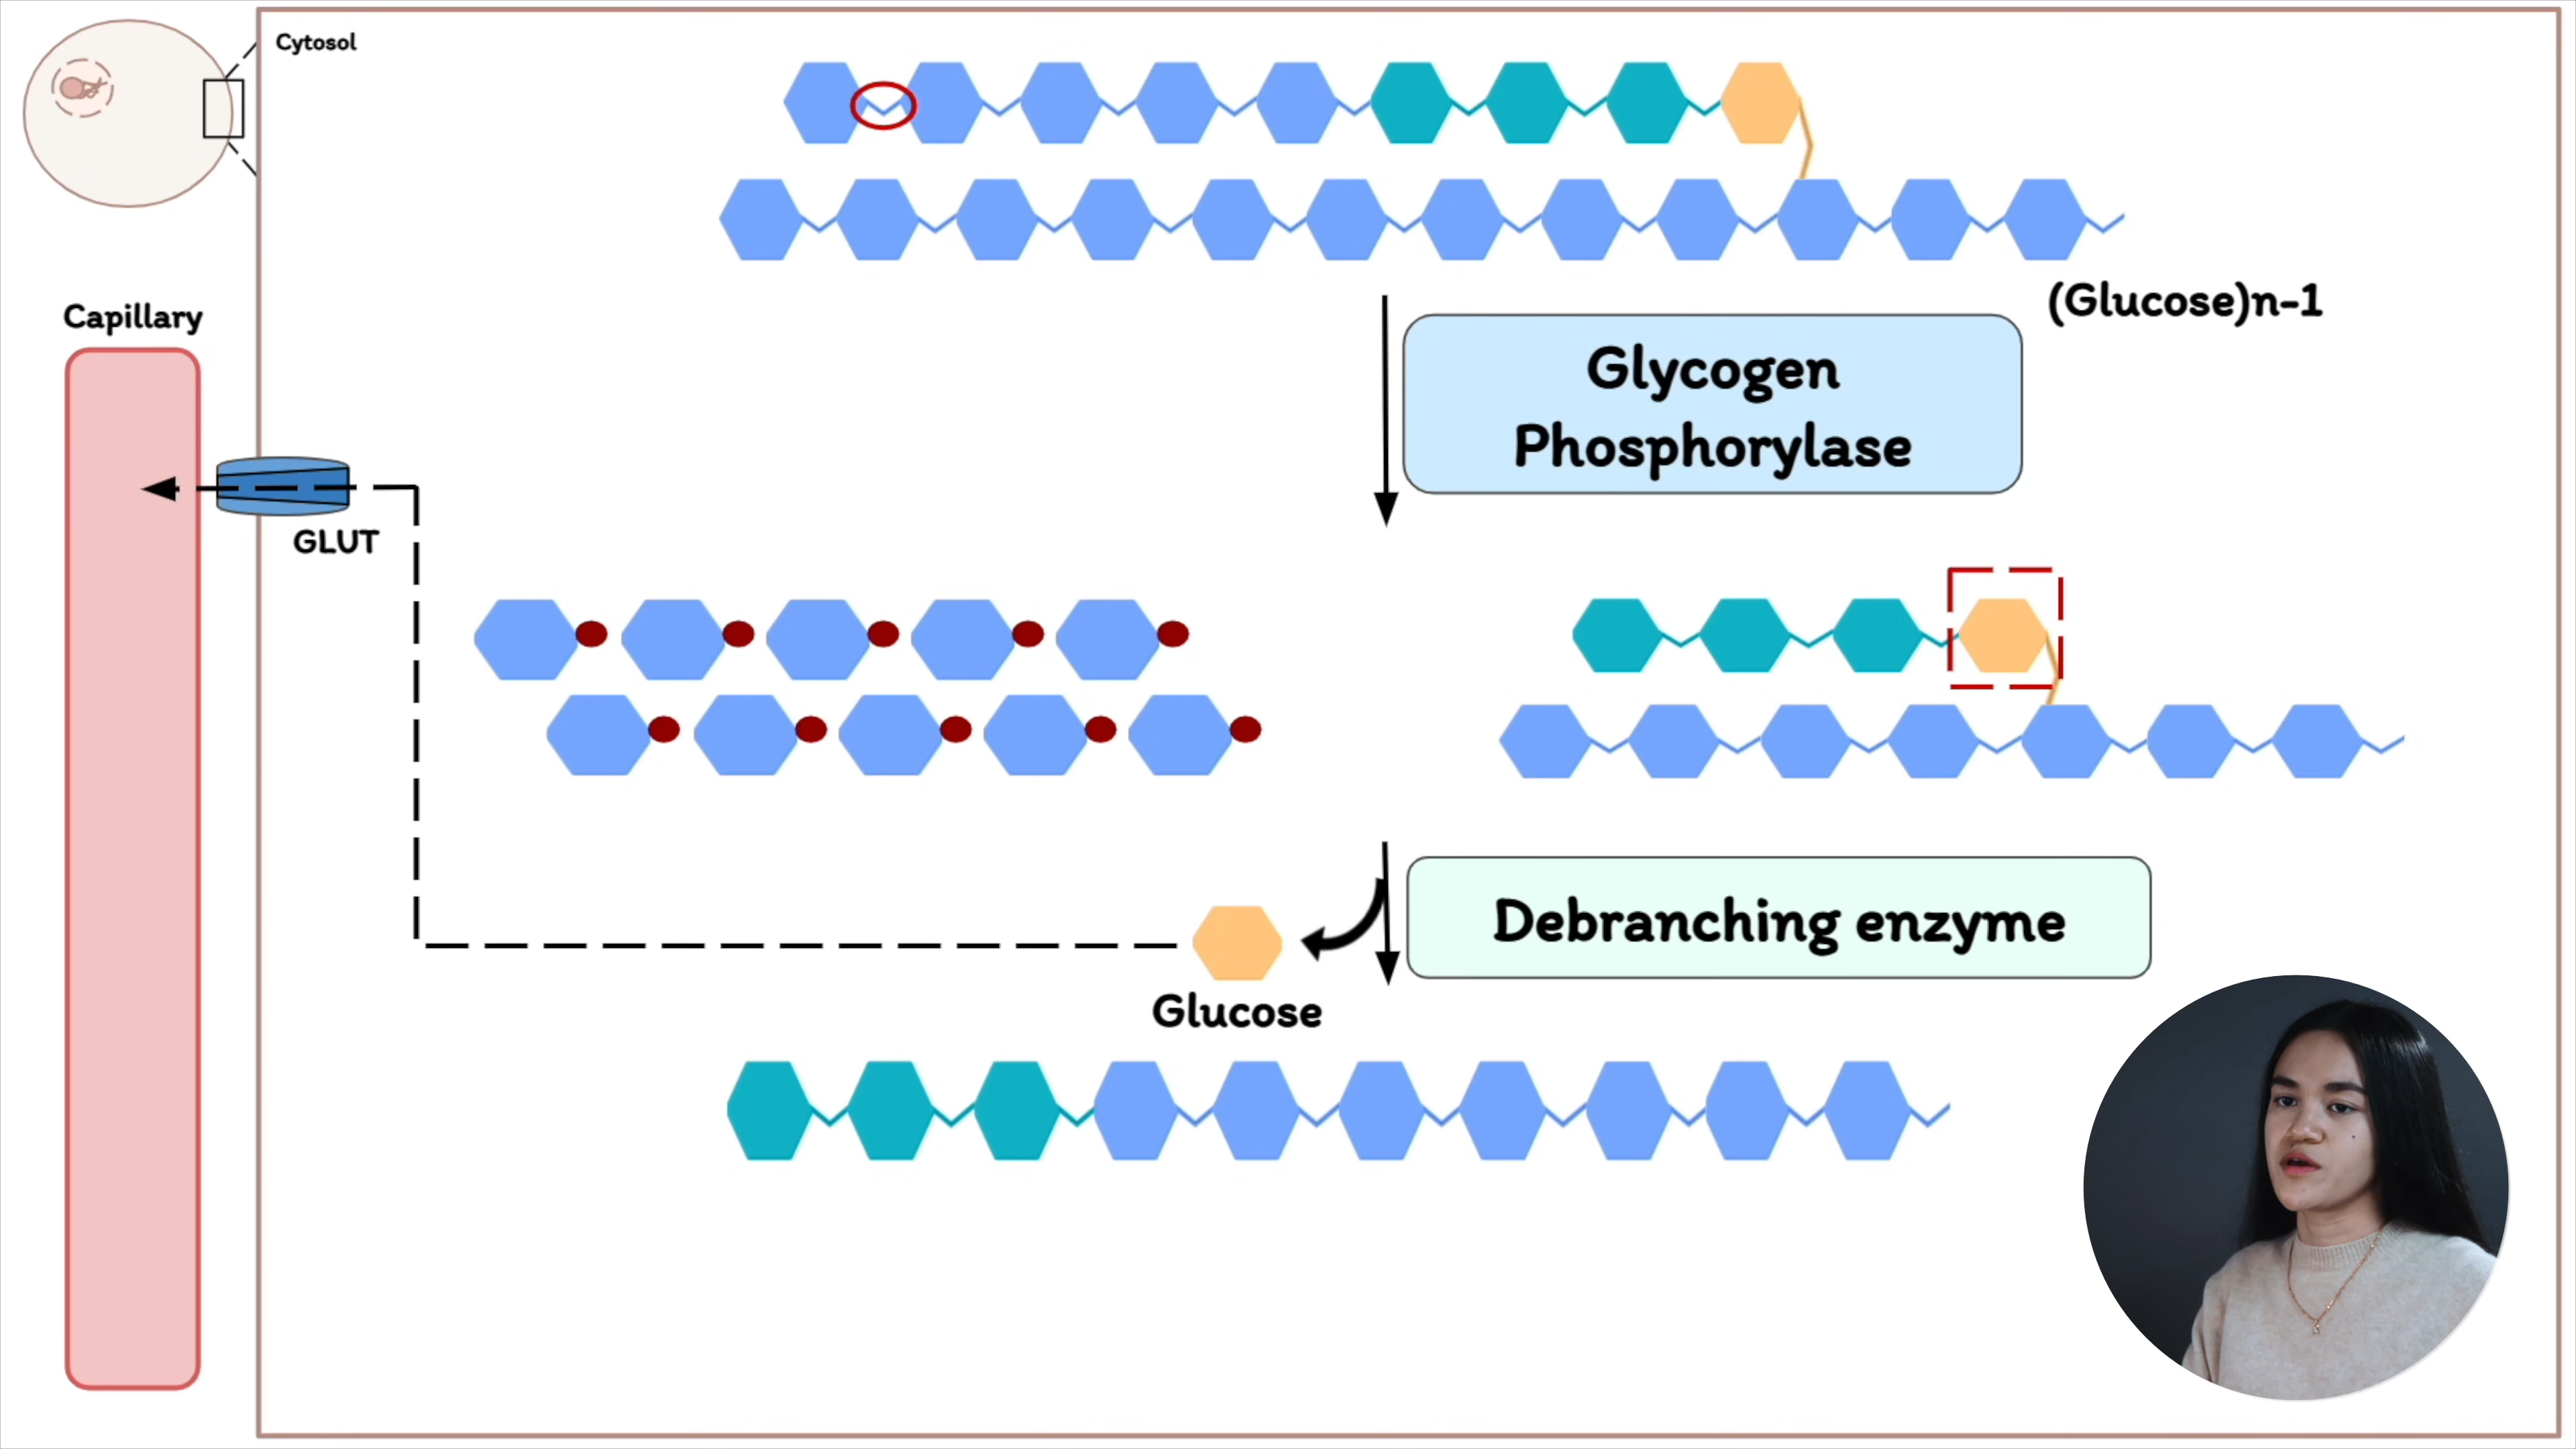 Cytosol
(Glucose)n-1
Capillary
Glycogen
Phosphorylase
GLUT
Debranching enzyme
Glucose